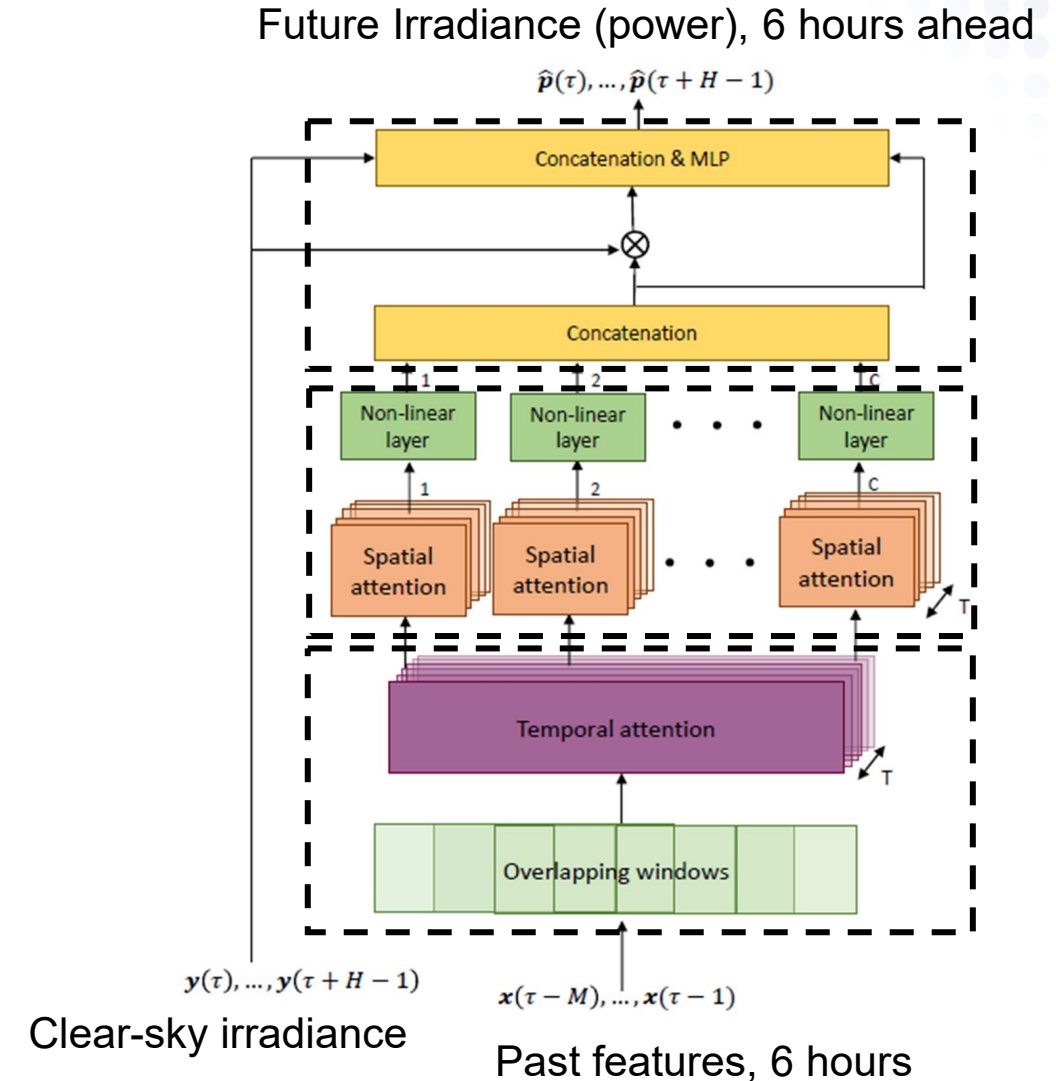 Future Irradiance (power), 6 hours ahead
p̂(τ), ..., p̂(τ + H − 1)
Concatenation & MLP
Concatenation
1 2 C
Non-linear layer Non-linear layer Non-linear layer
1 2 C
Spatial attention Spatial attention Spatial attention
T
Temporal attention
T
Overlapping windows
y(τ), ..., y(τ + H − 1)
x(τ − M), ..., x(τ − 1)
Clear-sky irradiance
Past features, 6 hours